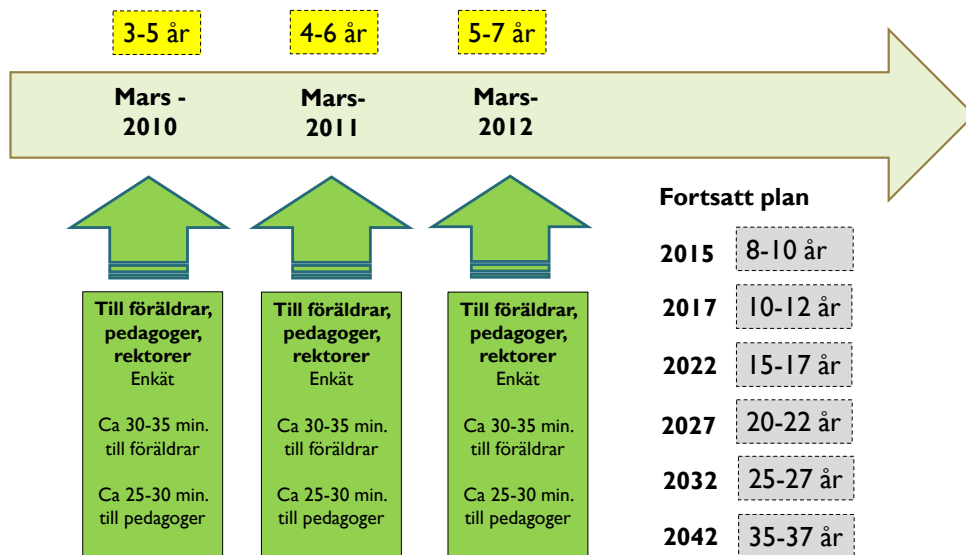 3-5 år
4-6 år
5-7 år
Mars -
2010
Mars-
2011
Mars-
2012
Till föräldrar,
pedagoger,
rektorer
Enkät
Ca 30-35 min.
till föräldrar
Ca 25-30 min.
till pedagoger
Till föräldrar,
pedagoger,
rektorer
Enkät
Ca 30-35 min.
till föräldrar
Ca 25-30 min.
till pedagoger
Till föräldrar,
pedagoger,
rektorer
Enkät
Ca 30-35 min.
till föräldrar
Ca 25-30 min.
till pedagoger
Fortsatt plan
2015 8-10 år
2017 10-12 år
2022 15-17 år
2027 20-22 år
2032 25-27 år
2042 35-37 år